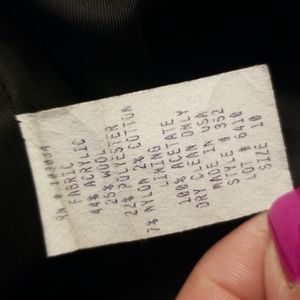 RN #
FABRIC
44% ACRYLIC
25% WOOL
22% POLYESTER
7% NYLON 2% COTTON
LINING
100% ACETATE
DRY CLEAN ONLY
MADE IN USA
STYLE # 352
LOT # 6410
SIZE 10